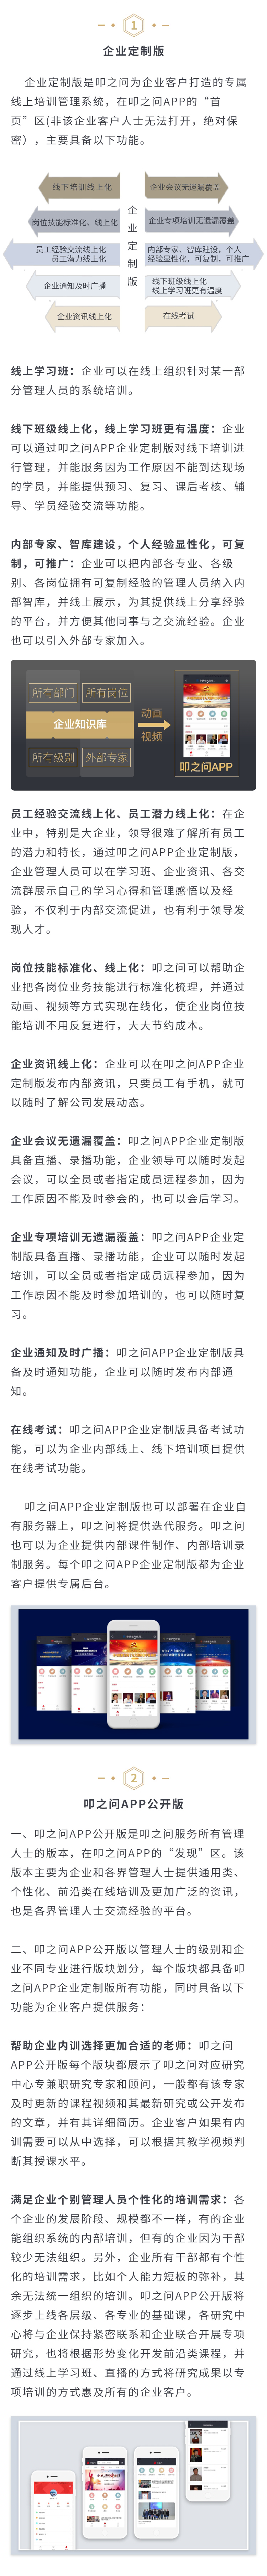 1
企业定制版
企业定制版是叩之问为企业客户打造的专属
线上培训管理系统，在叩之问APP的“首
页”区(非该企业客户人士无法打开，绝对保
密)，主要具备以下功能。
线下培训线上化
企业会议无遗漏覆盖
岗位技能标准化、线上化
企业专项培训无遗漏覆盖
员工经验交流线上化
员工潜力线上化
内部专家、智库建设，个人
经验显性化，可复制，可推广
企业通知及时广播
线下班级线上化
线上学习班更有温度
企业资讯线上化
在线考试
企业定制版
线上学习班：企业可以在线上组织针对某一部
分管理人员的系统培训。
线下班级线上化，线上学习班更有温度：企业
可以通过叩之问APP企业定制版对线下培训进
行管理，并能服务因为工作原因不能到达现场
的学员，并能提供预习、复习、课后考核、辅
导、学员经验交流等功能。
内部专家、智库建设，个人经验显性化，可复
制，可推广：企业可以把内部各专业、各级
别、各岗位拥有可复制经验的管理人员纳入内
部智库，并线上展示，为其提供线上分享经验
的平台，并方便其他同事与之交流经验。企业
也可以引入外部专家加入。
所有部门
所有岗位
企业知识库
所有级别
外部专家
动画
视频
叩之问APP
员工经验交流线上化、员工潜力线上化：在企
业中，特别是大企业，领导很难了解所有员工
的潜力和特长，通过叩之问APP企业定制版，
企业管理人员可以在学习班、企业资讯、各交
流群展示自己的学习心得和管理感悟以及经
验，不仅利于内部交流促进，也有利于领导发
现人才。
岗位技能标准化、线上化：叩之问可以帮助企
业把各岗位业务技能进行标准化梳理，并通过
动画、视频等方式实现在线化，使企业岗位技
能培训不用反复进行，大大节约成本。
企业资讯线上化：企业可以在叩之问APP企业
定制版发布内部资讯，只要员工有手机，就可
以随时了解公司发展动态。
企业会议无遗漏覆盖：叩之问APP企业定制版
具备直播、录播功能，企业领导可以随时发起
会议，可以全员或者指定成员远程参加，因为
工作原因不能及时参会的，也可以会后学习。
企业专项培训无遗漏覆盖：叩之问APP企业定
制版具备直播、录播功能，企业可以随时发起
培训，可以全员或者指定成员远程参加，因为
工作原因不能及时参加培训的，也可以随时复
习。
企业通知及时广播：叩之问APP企业定制版具
备及时通知功能，企业可以随时发布内部通
知。
在线考试：叩之问APP企业定制版具备考试功
能，可以为企业内部线上、线下培训项目提供
在线考试功能。
叩之问APP企业定制版也可以部署在企业自
有服务器上，叩之问将提供迭代服务。叩之问
也可以为企业提供内部课件制作、内部培训录
制服务。每个叩之问APP企业定制版都为企业
客户提供专属后台。
2
叩之问APP公开版
一、叩之问APP公开版是叩之问服务所有管理
人士的版本，在叩之问APP的“发现”区。该
版本主要为企业和各界管理人士提供通用类、
个性化、前沿类在线培训及更加广泛的资讯，
也是各界管理人士交流经验的平台。
二、叩之问APP公开版以管理人士的级别和企
业不同专业进行版块划分，每个版块都具备叩
之问APP企业定制版所有功能，同时具备以下
功能为企业客户提供服务：
帮助企业内训选择更加合适的老师：叩之问
APP公开版每个版块都展示了叩之问对应研究
中心专兼职研究专家和顾问，一般都有该专家
及时更新的课程视频和其最新研究或公开发布
的文章，并有其详细简历。企业客户如果有内
训需要可以从中选择，可以根据其教学视频判
断其授课水平。
满足企业个别管理人员个性化的培训需求：各
个企业的发展阶段、规模都不一样，有的企业
能组织系统的内部培训，但有的企业因为干部
较少无法组织。另外，企业所有干部都有个性
化的培训需求，比如个人能力短板的弥补，其
余无法统一组织的培训。叩之问APP公开版将
逐步上线各层级、各专业的基础课，各研究中
心将与企业保持紧密联系和企业联合开展专项
研究，也将根据形势变化开发前沿类课程，并
通过线上学习班、直播的方式将研究成果以专
项培训的方式惠及所有的企业客户。